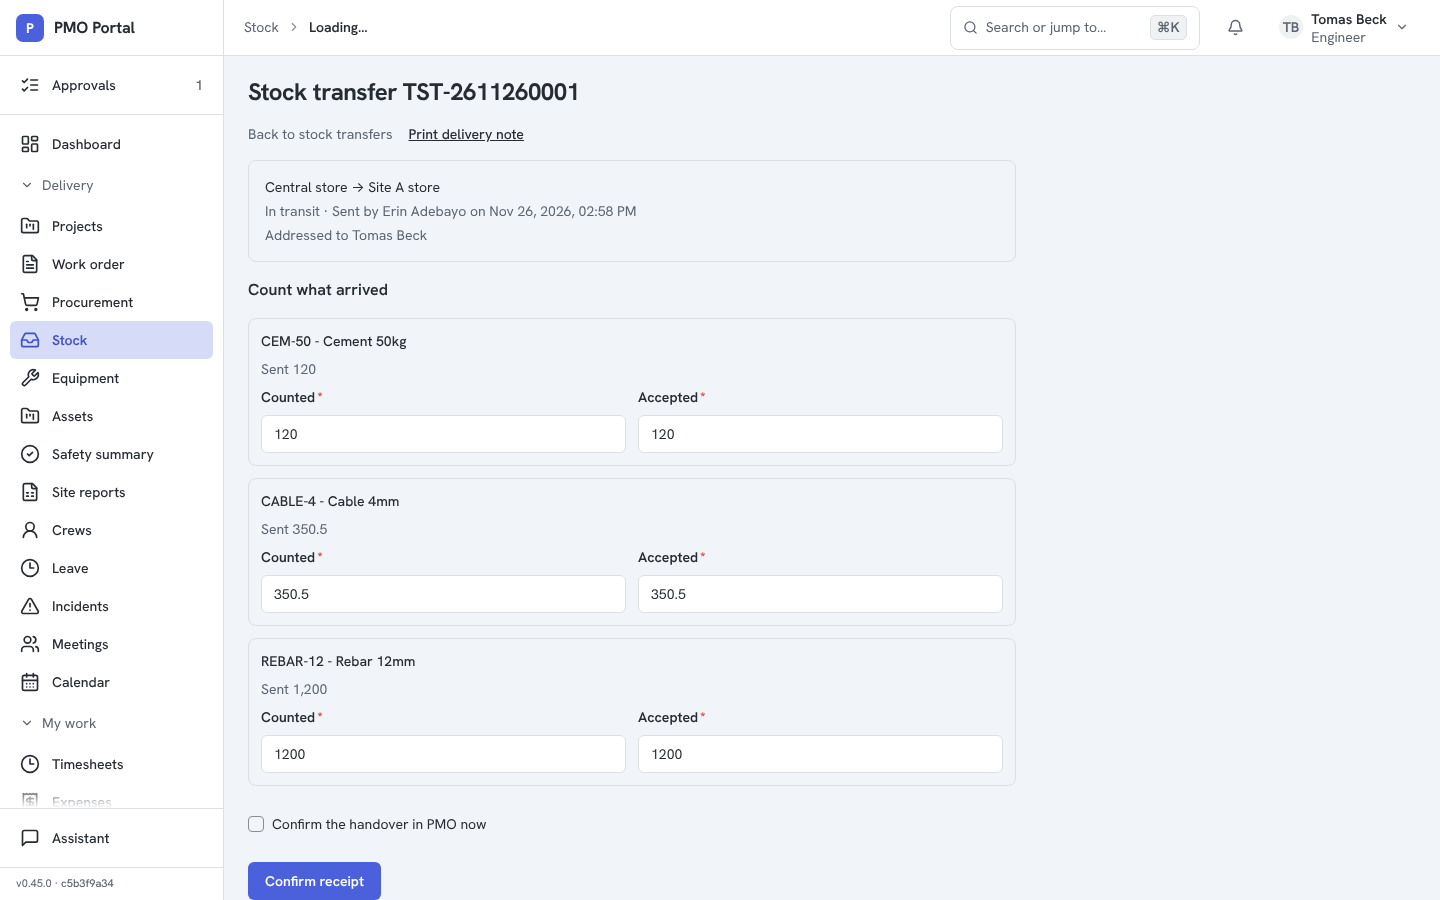 P PMO Portal
Stock > Loading...
Search or jump to... ⌘K
TB
Tomas Beck
Engineer
Approvals 1
Dashboard
Delivery
Projects
Work order
Procurement
Stock
Equipment
Assets
Safety summary
Site reports
Crews
Leave
Incidents
Meetings
Calendar
My work
Timesheets
Expenses
Assistant
v0.45.0 · c5b3f9a34
Stock transfer TST-2611260001
Back to stock transfers Print delivery note
Central store → Site A store
In transit · Sent by Erin Adebayo on Nov 26, 2026, 02:58 PM
Addressed to Tomas Beck
Count what arrived
CEM-50 - Cement 50kg
Sent 120
Counted * Accepted *
120 120
CABLE-4 - Cable 4mm
Sent 350.5
Counted * Accepted *
350.5 350.5
REBAR-12 - Rebar 12mm
Sent 1,200
Counted * Accepted *
1200 1200
Confirm the handover in PMO now
Confirm receipt